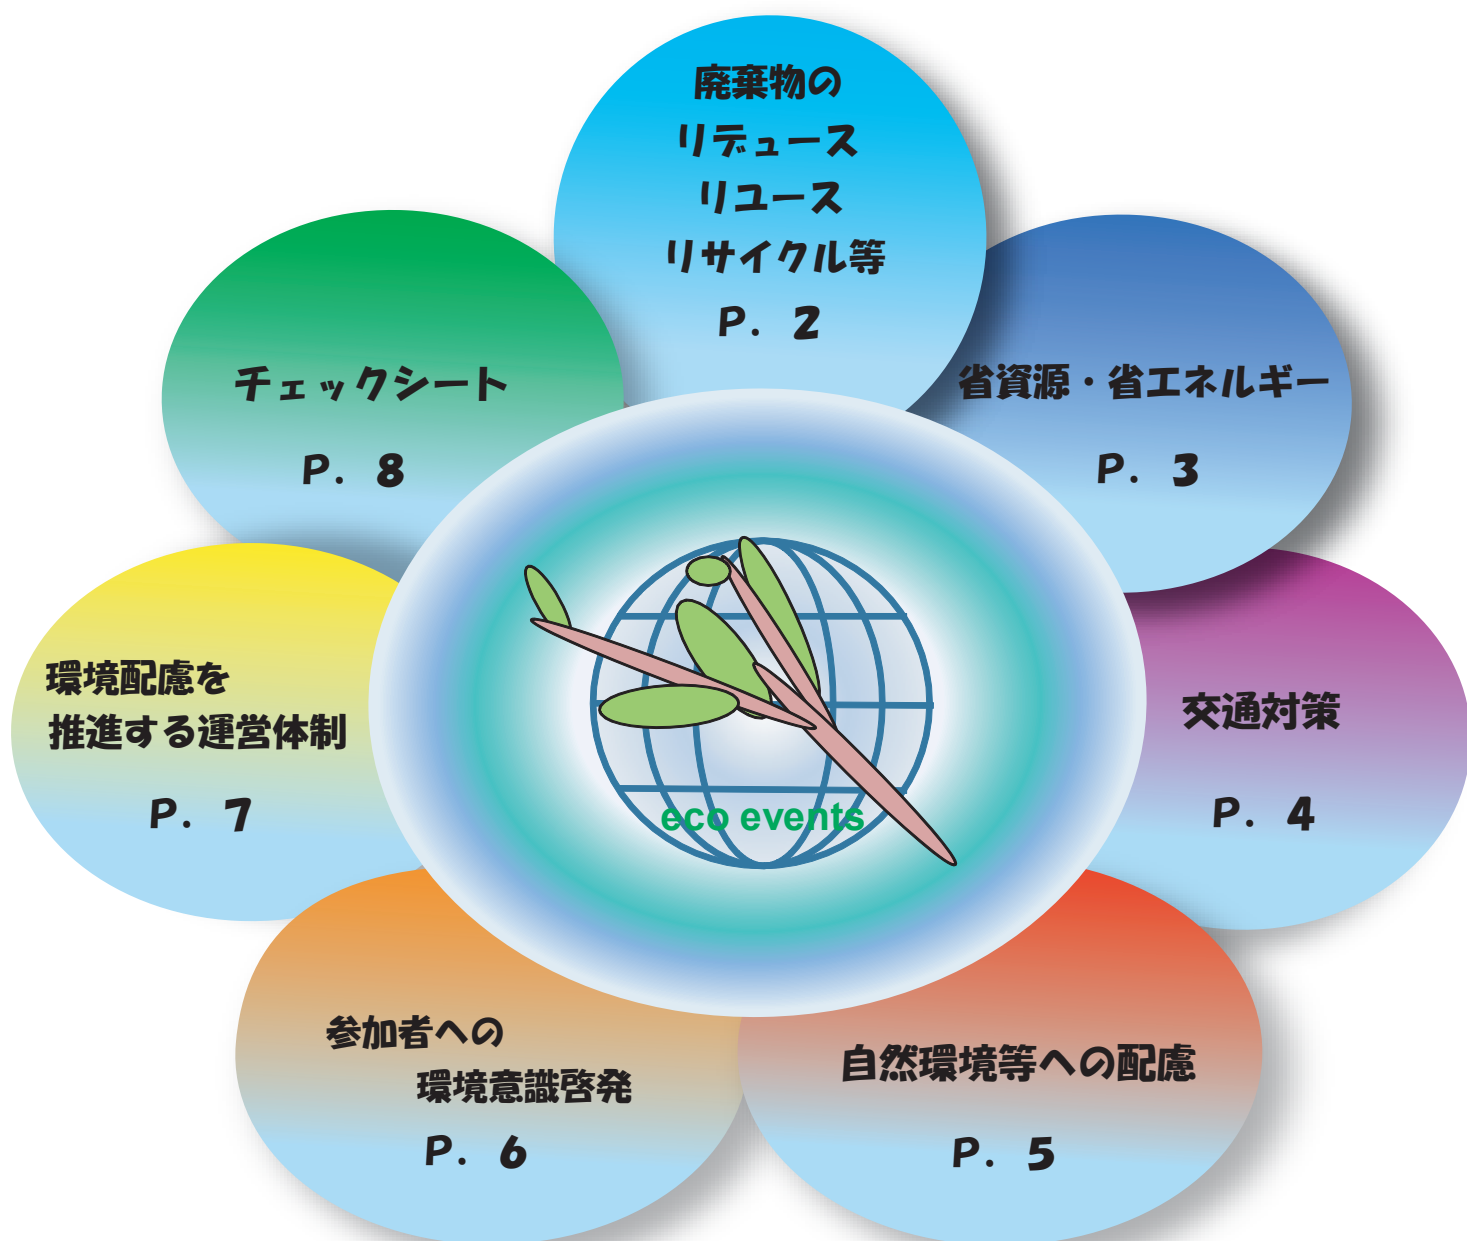 廃棄物の
リデュース
リユース
リサイクル等
P. 2
省資源・省エネルギー
P. 3
交通対策
P. 4
自然環境等への配慮
P. 5
参加者への
環境意識啓発
P. 6
環境配慮を
推進する運営体制
P. 7
チェックシート
P. 8
eco events